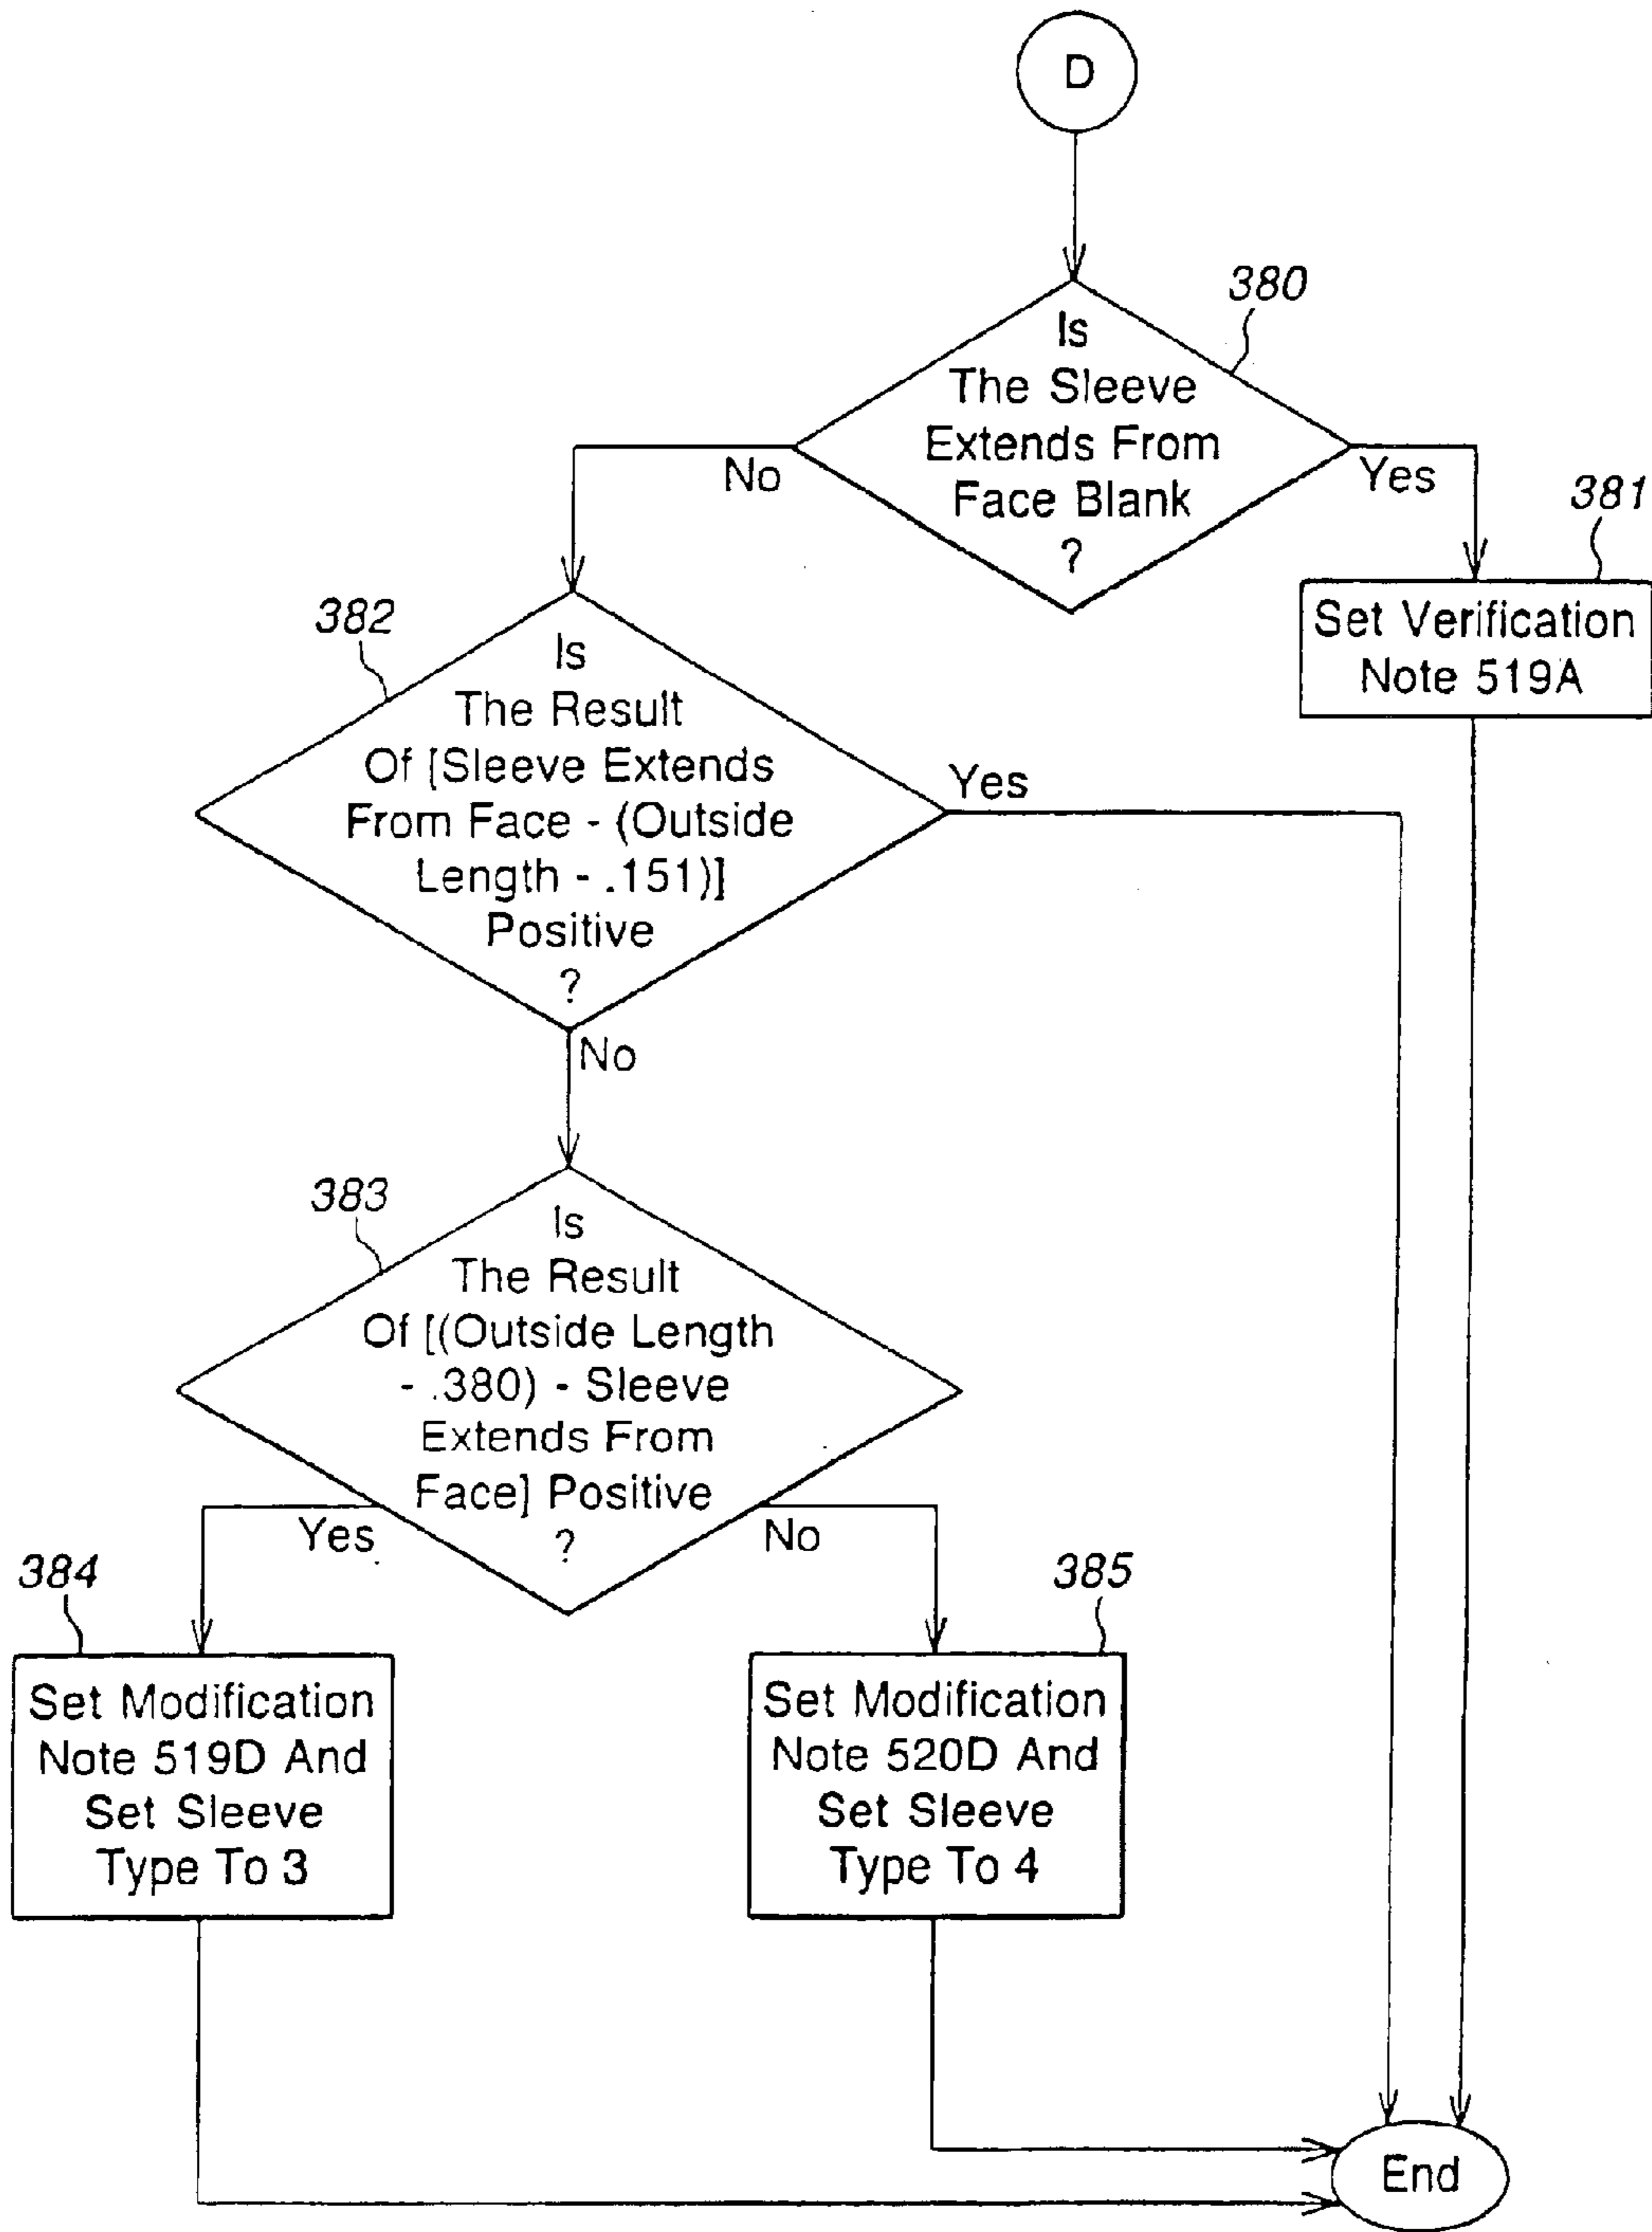 D
380
Is
The Sleeve
Extends From
Face Blank
?
No
Yes
381
Set Verification
Note 519A
382
Is
The Result
Of [Sleeve Extends
From Face - (Outside
Length - .151)]
Positive
?
Yes
No
383
Is
The Result
Of [(Outside Length
- .380) - Sleeve
Extends From
Face] Positive
?
Yes
No
384
Set Modification
Note 519D And
Set Sleeve
Type To 3
385
Set Modification
Note 520D And
Set Sleeve
Type To 4
End